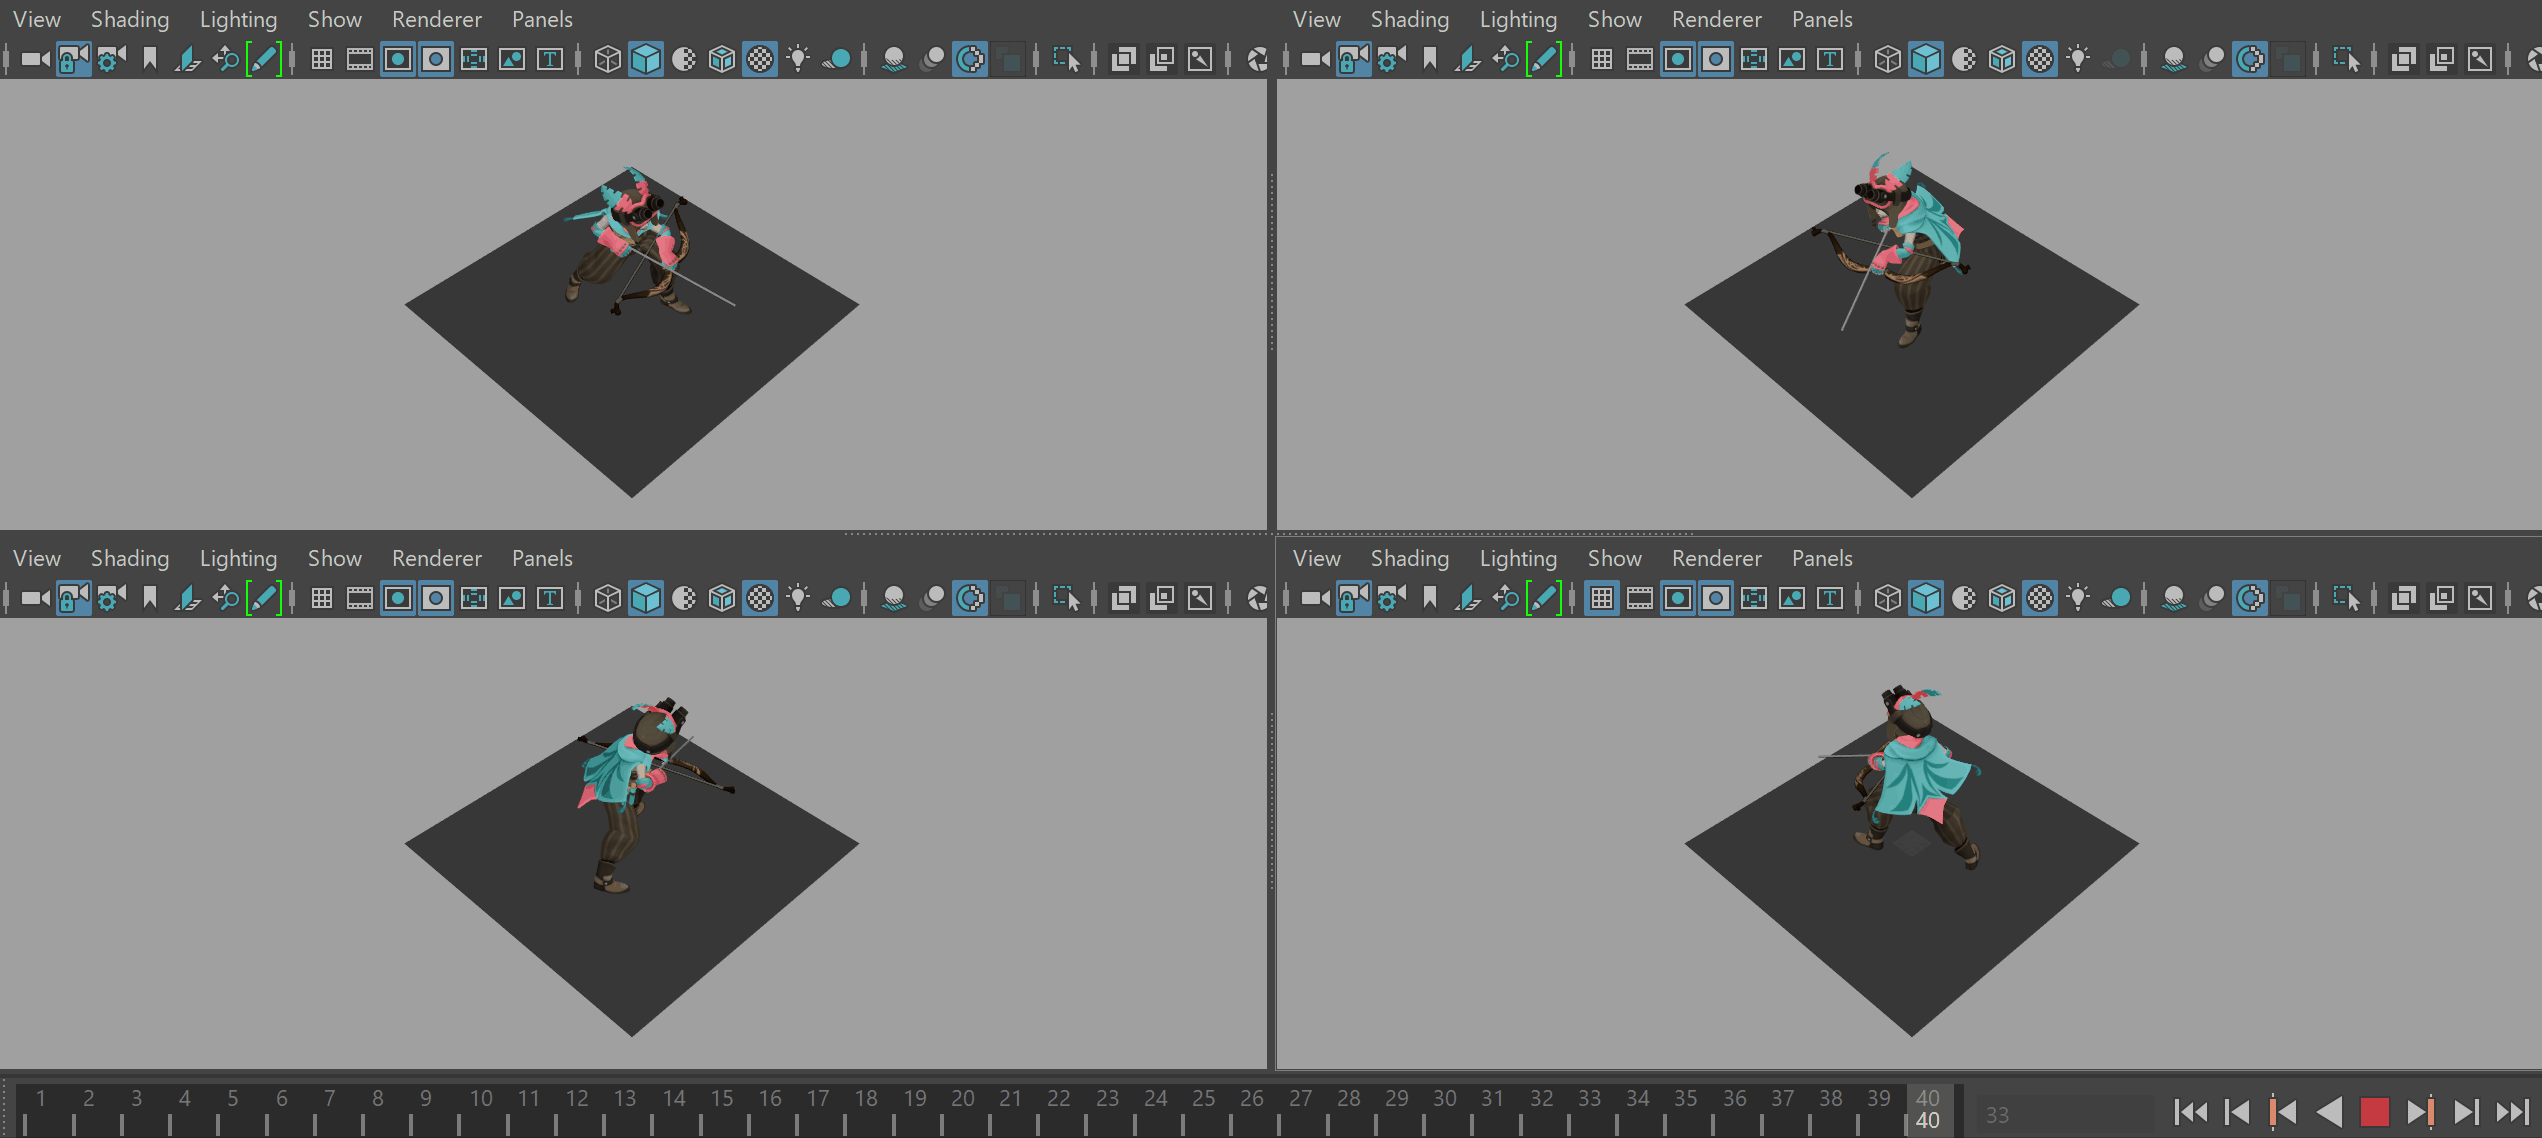 View Shading Lighting Show Renderer Panels
View Shading Lighting Show Renderer Panels
T
T
View Shading Lighting Show Renderer Panels
View Shading Lighting Show Renderer Panels
T
T
1 2 3 4 5 6 7 8 9 10 11 12 13 14 15 16 17 18 19 20 21 22 23 24 25 26 27 28 29 30 31 32 33 34 35 36 37 38 39 40
40
33